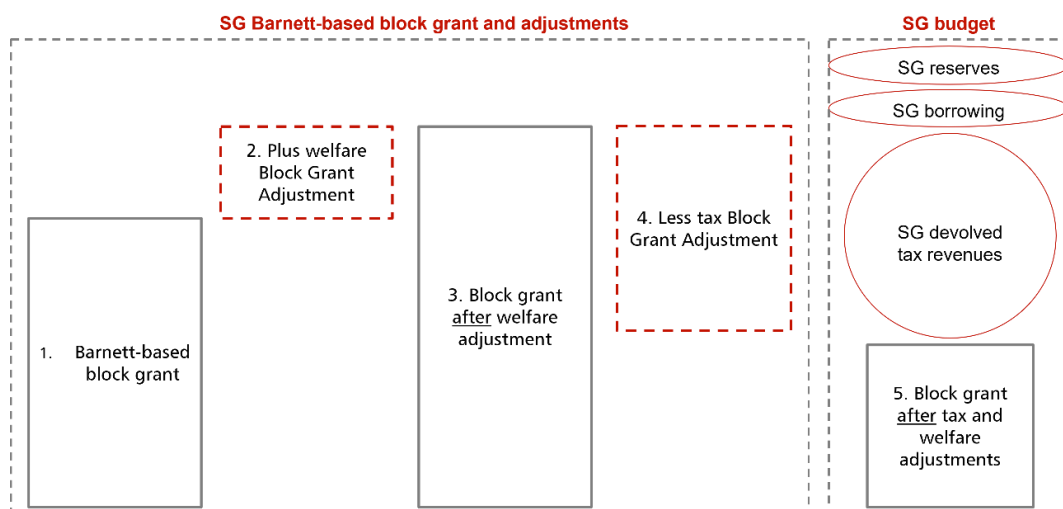 SG Barnett-based block grant and adjustments
SG budget
SG reserves
SG borrowing
2. Plus welfare
Block Grant
Adjustment
4. Less tax Block
Grant Adjustment
SG devolved
tax revenues
3. Block grant
after welfare
adjustment
1. Barnett-based
block grant
5. Block grant
after tax and
welfare
adjustments